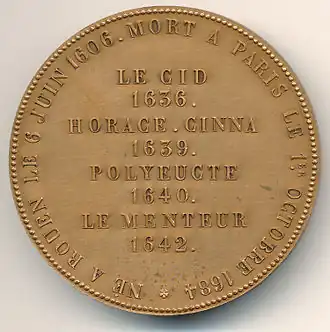 NÉ A ROUEN LE 6 JUIN 1606. MORT A PARIS LE 1ER OCTOBRE 1684
LE CID
1636.
HORACE. CINNA
1639.
POLYEUCTE
1640.
LE MENTEUR
1642.